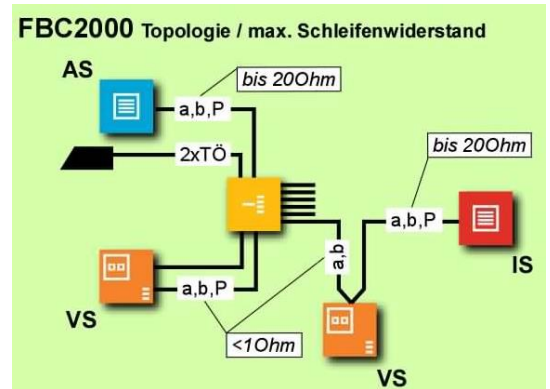 FBC2000 Topologie / max. Schleifenwiderstand
AS
bis 20Ohm
a,b,P
2xTÖ
bis 20Ohm
a,b,P
IS
a,b
a,b,P
VS
<1Ohm
VS